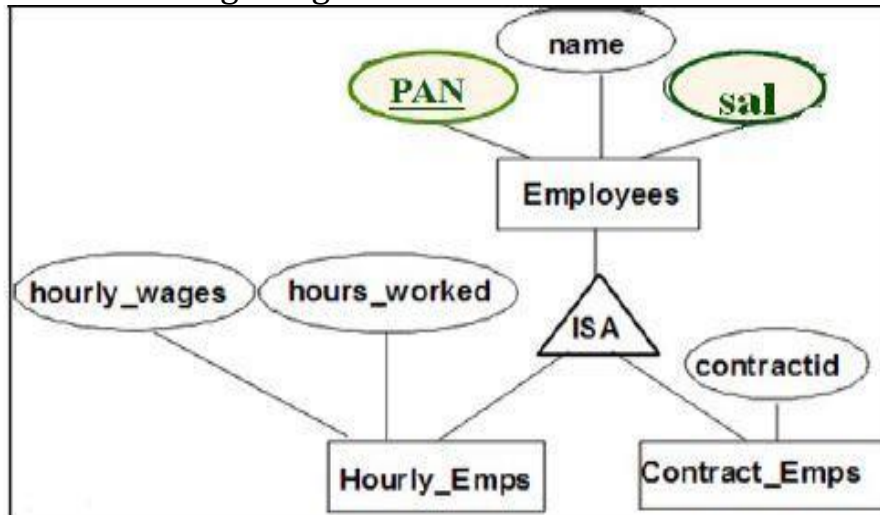 name
PAN
sal
Employees
hourly_wages
hours_worked
ISA
contractid
Hourly_Emps
Contract_Emps